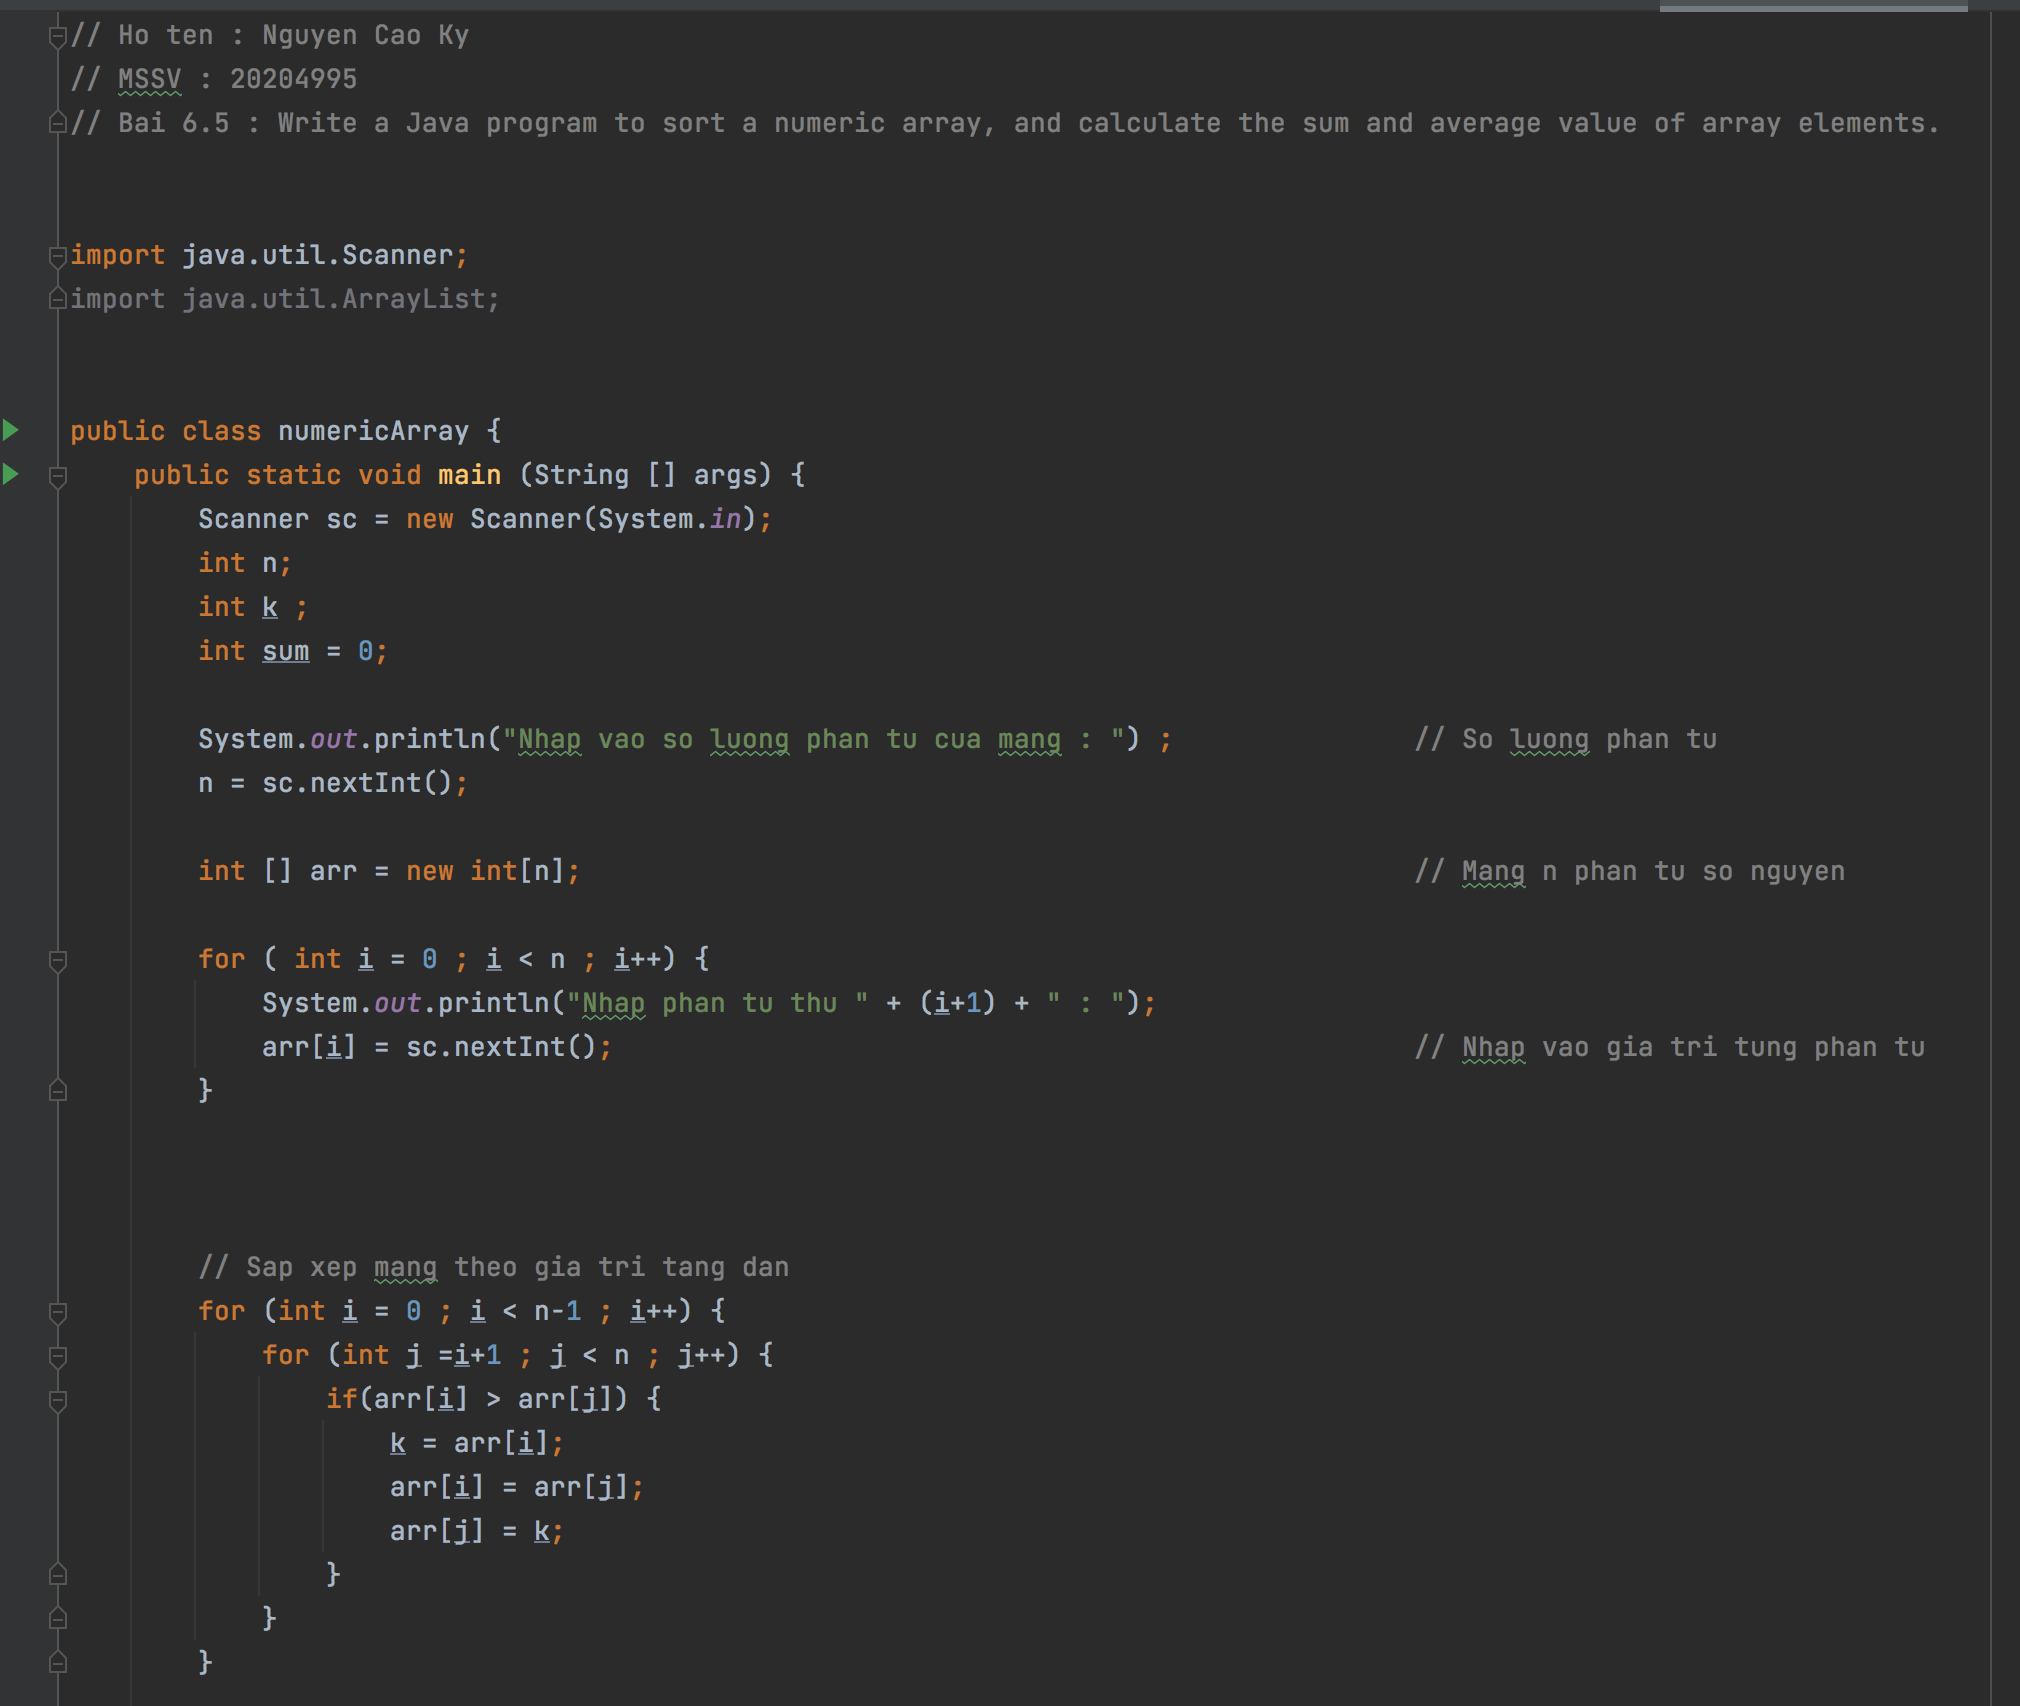 // Ho ten : Nguyen Cao Ky
// MSSV : 20204995
// Bai 6.5 : Write a Java program to sort a numeric array, and calculate the sum and average value of array elements.
import java.util.Scanner;
import java.util.ArrayList;
public class numericArray {
    public static void main (String [] args) {
        Scanner sc = new Scanner(System.in);
        int n;
        int k ;
        int sum = 0;
        System.out.println("Nhap vao so luong phan tu cua mang : ") ;               // So luong phan tu
        n = sc.nextInt();
        int [] arr = new int[n];                                                    // Mang n phan tu so nguyen
        for ( int i = 0 ; i < n ; i++) {
            System.out.println("Nhap phan tu thu " + (i+1) + " : ");
            arr[i] = sc.nextInt();                                                  // Nhap vao gia tri tung phan tu
        }
        // Sap xep mang theo gia tri tang dan
        for (int i = 0 ; i < n-1 ; i++) {
            for (int j =i+1 ; j < n ; j++) {
                if(arr[i] > arr[j]) {
                    k = arr[i];
                    arr[i] = arr[j];
                    arr[j] = k;
                }
            }
        }